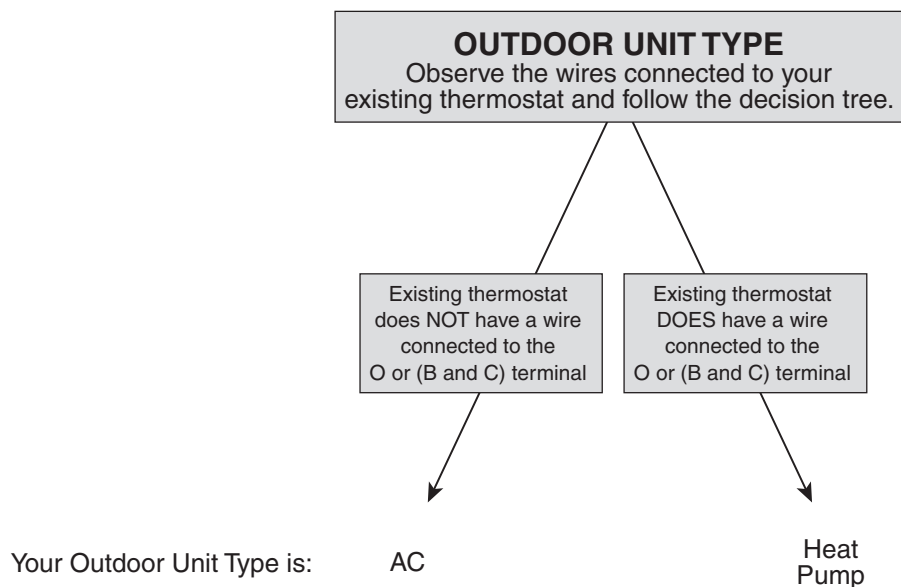 OUTDOOR UNIT TYPE
Observe the wires connected to your
existing thermostat and follow the decision tree.
Existing thermostat
does NOT have a wire
connected to the
O or (B and C) terminal
Existing thermostat
DOES have a wire
connected to the
O or (B and C) terminal
Your Outdoor Unit Type is:
AC
Heat
Pump